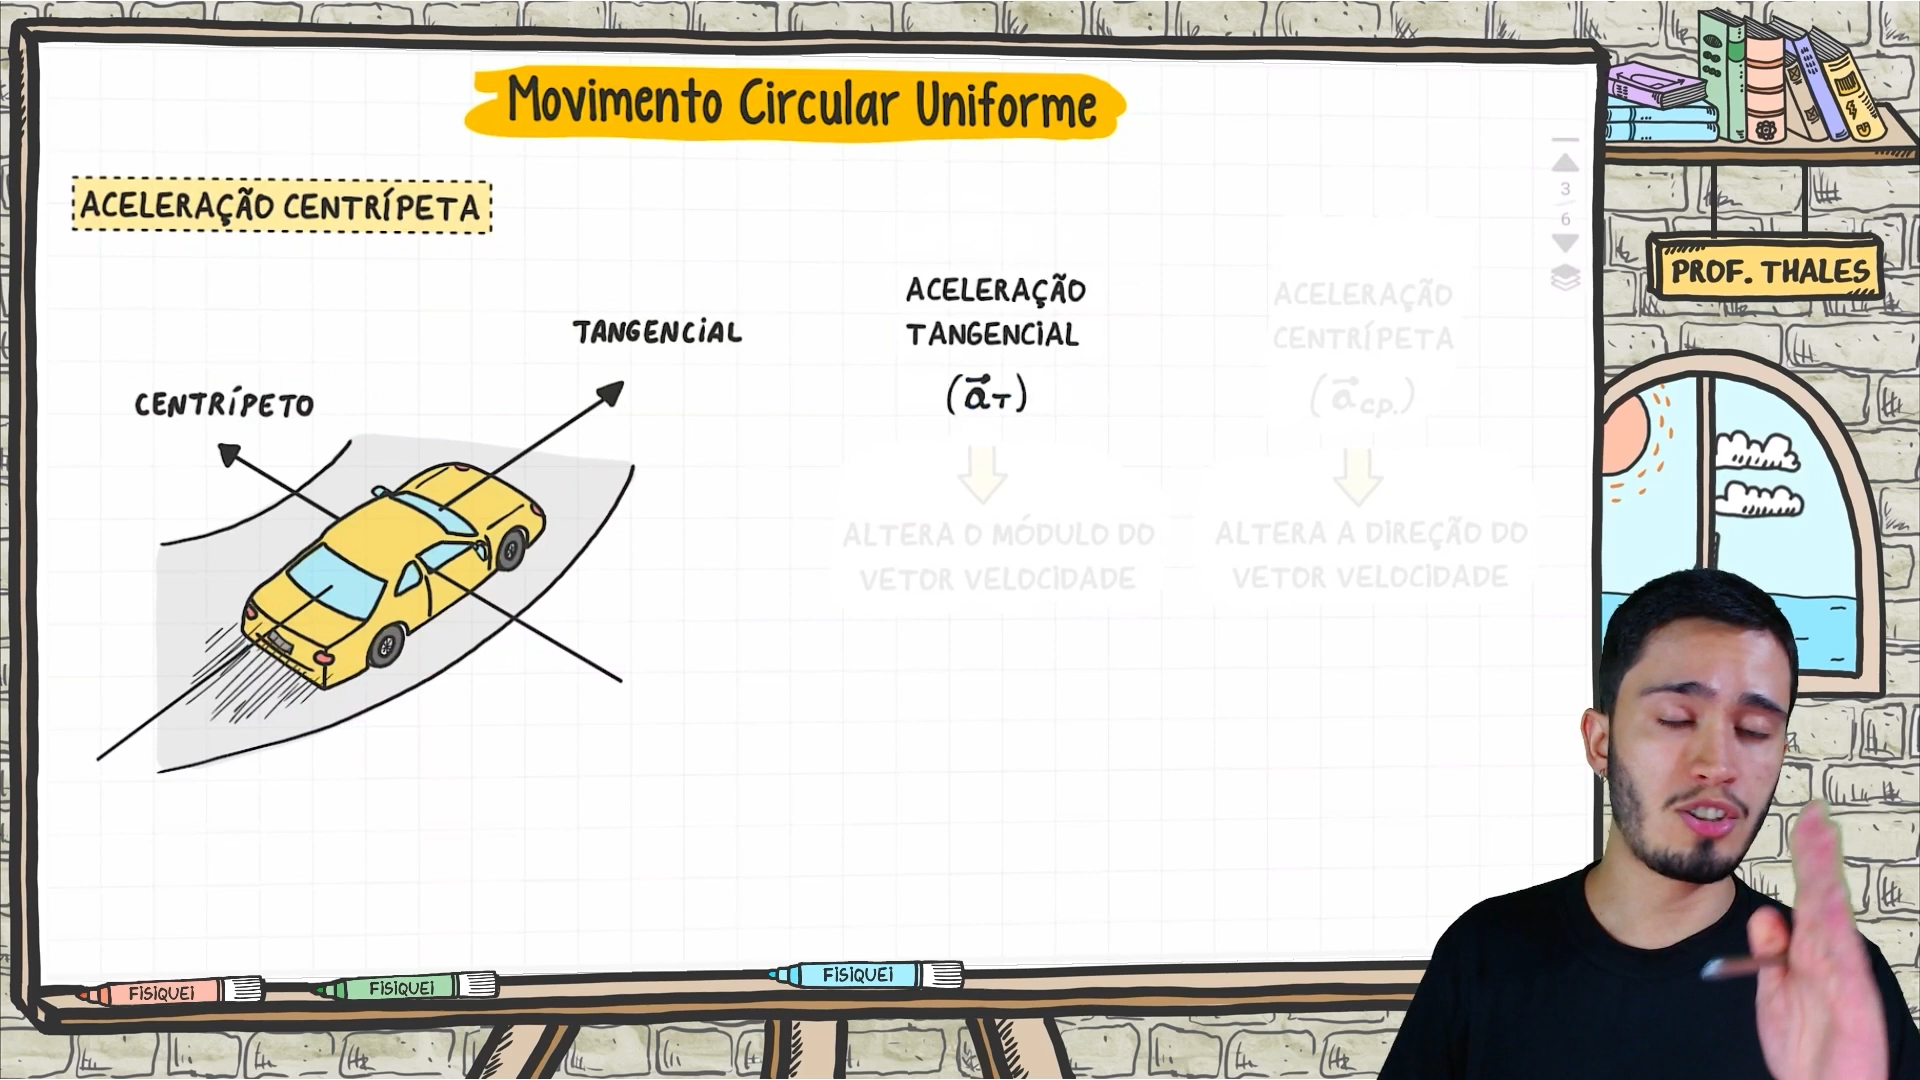 Movimento Circular Uniforme
ACELERAÇÃO CENTRÍPETA
TANGENCIAL
CENTRÍPETO
ACELERAÇÃO
TANGENCIAL
(a⃗T)
ALTERA O MÓDULO DO
VETOR VELOCIDADE
ACELERAÇÃO
CENTRÍPETA
(a⃗cp.)
ALTERA A DIREÇÃO DO
VETOR VELOCIDADE
3
6
PROF. THALES
FISIQUEI
FISIQUEI
FISIQUEI